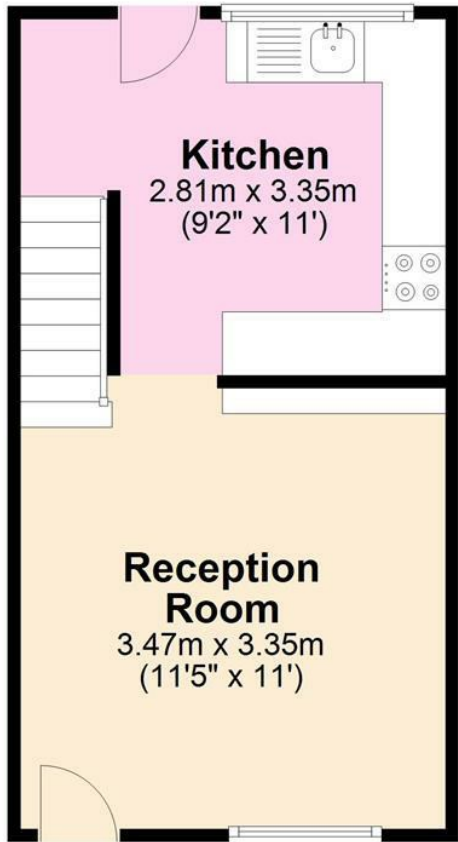 Kitchen
2.81m x 3.35m
(9'2" x 11')
Reception
Room
3.47m x 3.35m
(11'5" x 11')